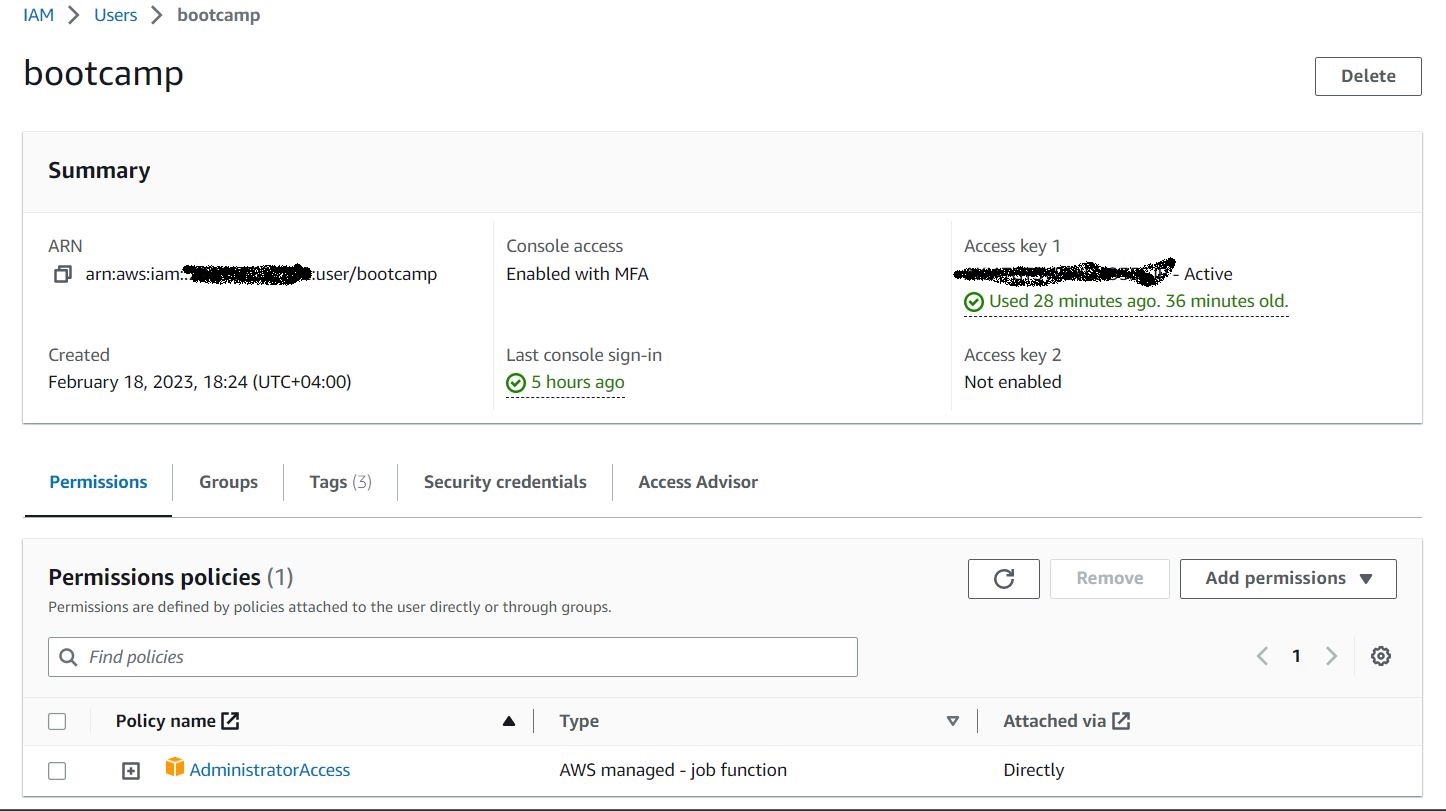 IAM > Users > bootcamp
bootcamp
Delete
Summary
ARN
arn:aws:iam: :user/bootcamp
Console access
Enabled with MFA
Access key 1
- Active
Used 28 minutes ago. 36 minutes old.
Created
February 18, 2023, 18:24 (UTC+04:00)
Last console sign-in
5 hours ago
Access key 2
Not enabled
Permissions Groups Tags (3) Security credentials Access Advisor
Permissions policies (1)
Permissions are defined by policies attached to the user directly or through groups.
Remove
Add permissions
Find policies
1
Policy name Type Attached via
AdministratorAccess AWS managed - job function Directly